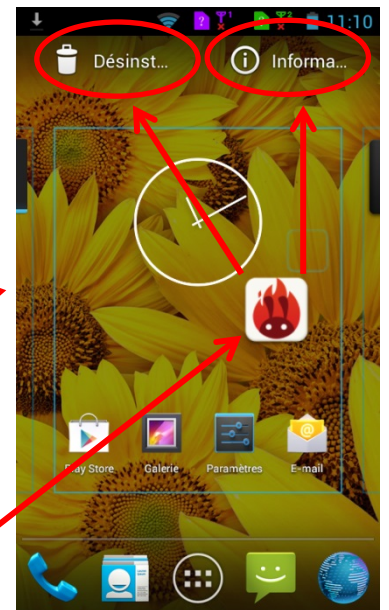 11:10
Désinst...
Informa...
Play Store
Galerie
Paramètres
E-mail